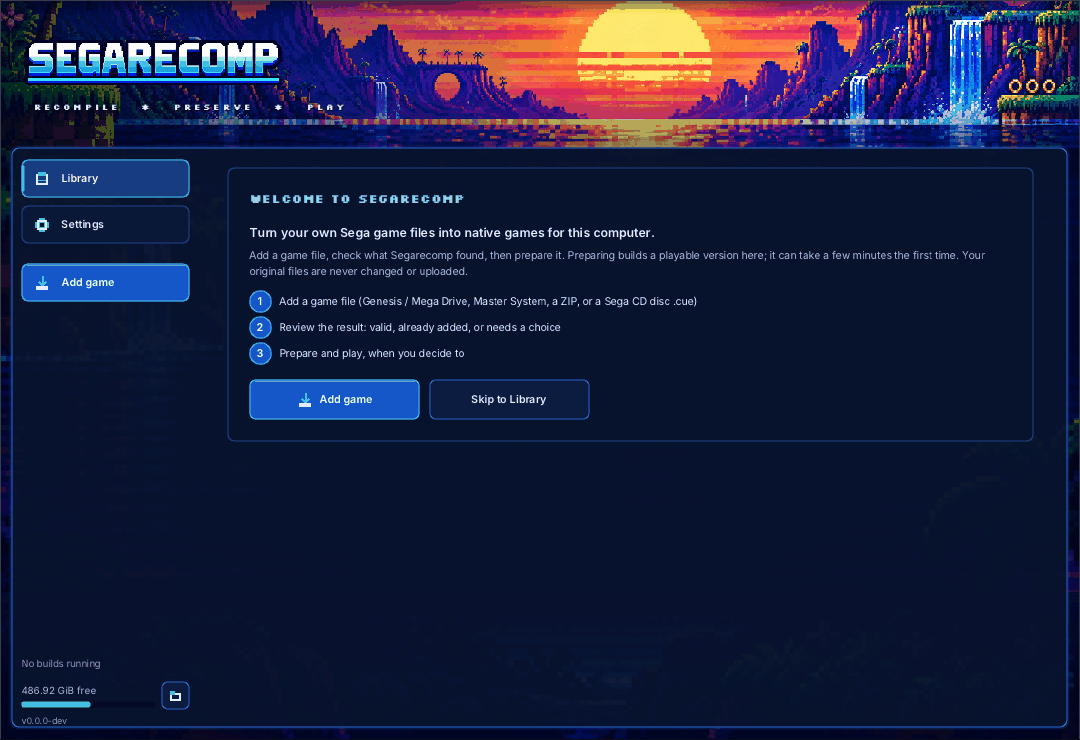 SEGARECOMP
RECOMPILE * PRESERVE * PLAY
Library
Settings
Add game
WELCOME TO SEGARECOMP
Turn your own Sega game files into native games for this computer.
Add a game file, check what Segarecomp found, then prepare it. Preparing builds a playable version here; it can take a few minutes the first time. Your
original files are never changed or uploaded.
1 Add a game file (Genesis / Mega Drive, Master System, a ZIP, or a Sega CD disc .cue)
2 Review the result: valid, already added, or needs a choice
3 Prepare and play, when you decide to
Add game
Skip to Library
No builds running
486.92 GiB free
v0.0.0-dev